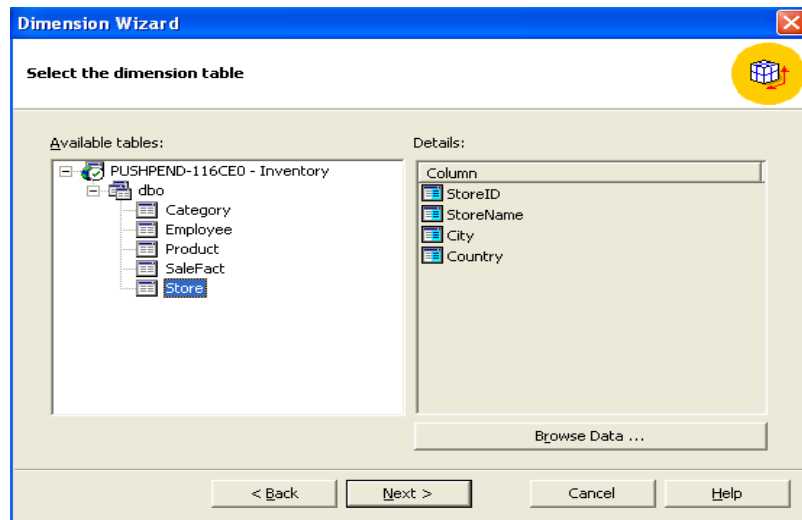 Dimension Wizard
Select the dimension table
Available tables:
PUSHPEND-116CE0 - Inventory
dbo
Category
Employee
Product
SaleFact
Store
Details:
Column
StoreID
StoreName
City
Country
Browse Data ...
< Back
Next >
Cancel
Help